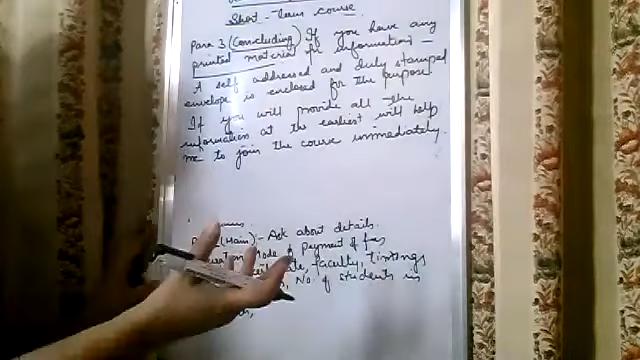 Short-Term course
Para 3 (Concluding) If you have any
printed material for information -
A self addressed and duly stamped
envelope is enclosed for the purpose.
If you will provide all the
information at the earliest will help
me to join the course immediately.
(Main):- Ask about details.
Mode of payment of fees
faculty, timings
No. of students in